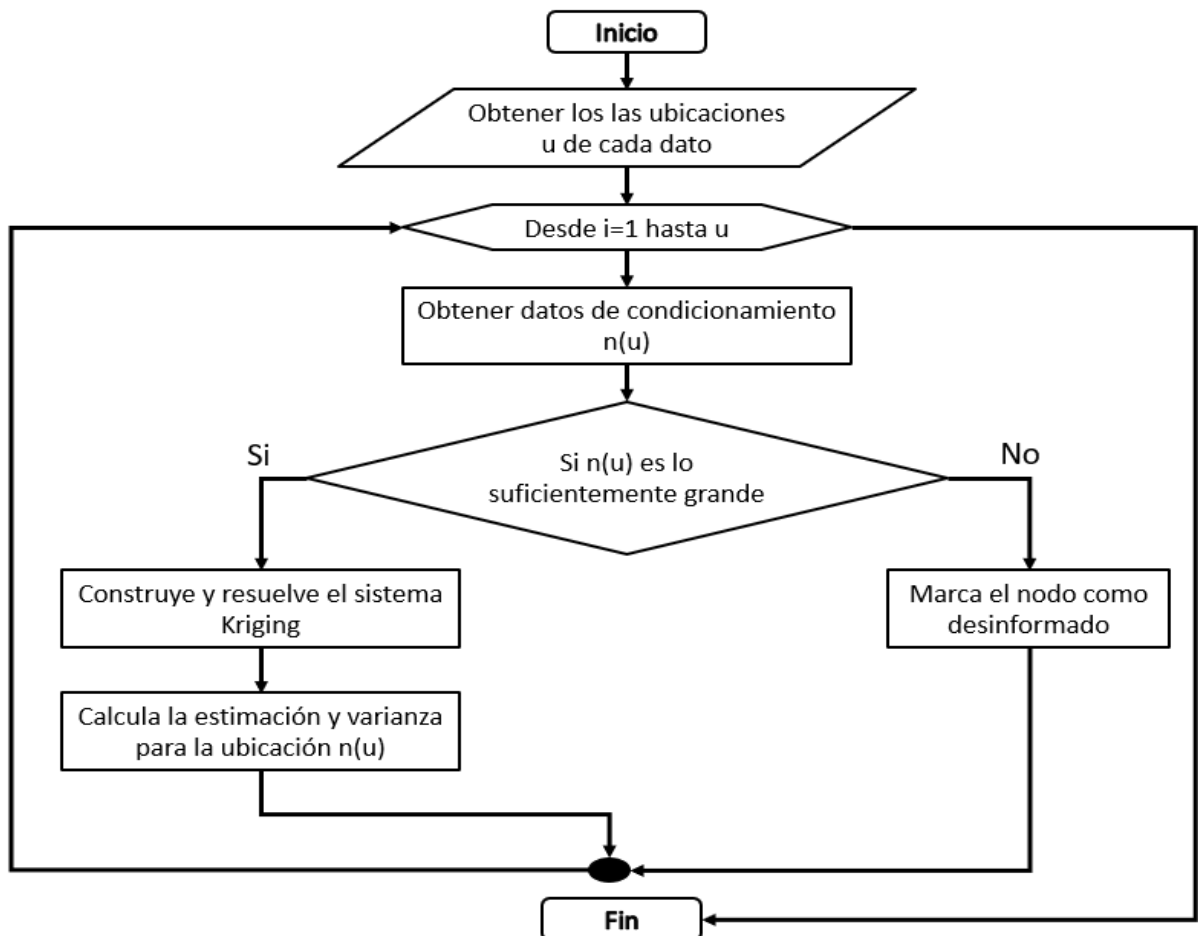 Inicio
Obtener los las ubicaciones
u de cada dato
Desde i=1 hasta u
Obtener datos de condicionamiento
n(u)
Si
Si n(u) es lo
suficientemente grande
No
Construye y resuelve el sistema
Kriging
Marca el nodo como
desinformado
Calcula la estimación y varianza
para la ubicación n(u)
Fin